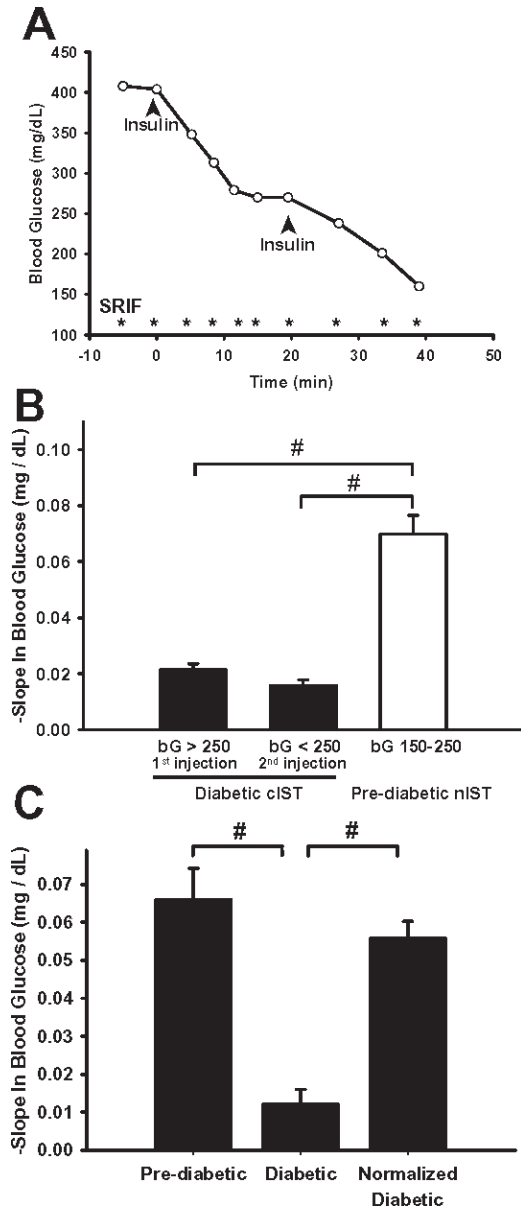 A
450
400
350
300
250
200
150
100
Blood Glucose (mg/dL)
Insulin
Insulin
SRIF
* * * * * * * * * *
-10 0 10 20 30 40 50
Time (min)
B
-Slope ln Blood Glucose (mg / dL)
0.10
0.08
0.06
0.04
0.02
0.00
#
#
bG > 250 bG < 250 bG 150-250
1st injection 2nd injection
Diabetic cIST Pre-diabetic nIST
C
-Slope ln Blood Glucose (mg / dL)
0.07
0.06
0.05
0.04
0.03
0.02
0.01
0.00
# #
Pre-diabetic Diabetic Normalized
Diabetic